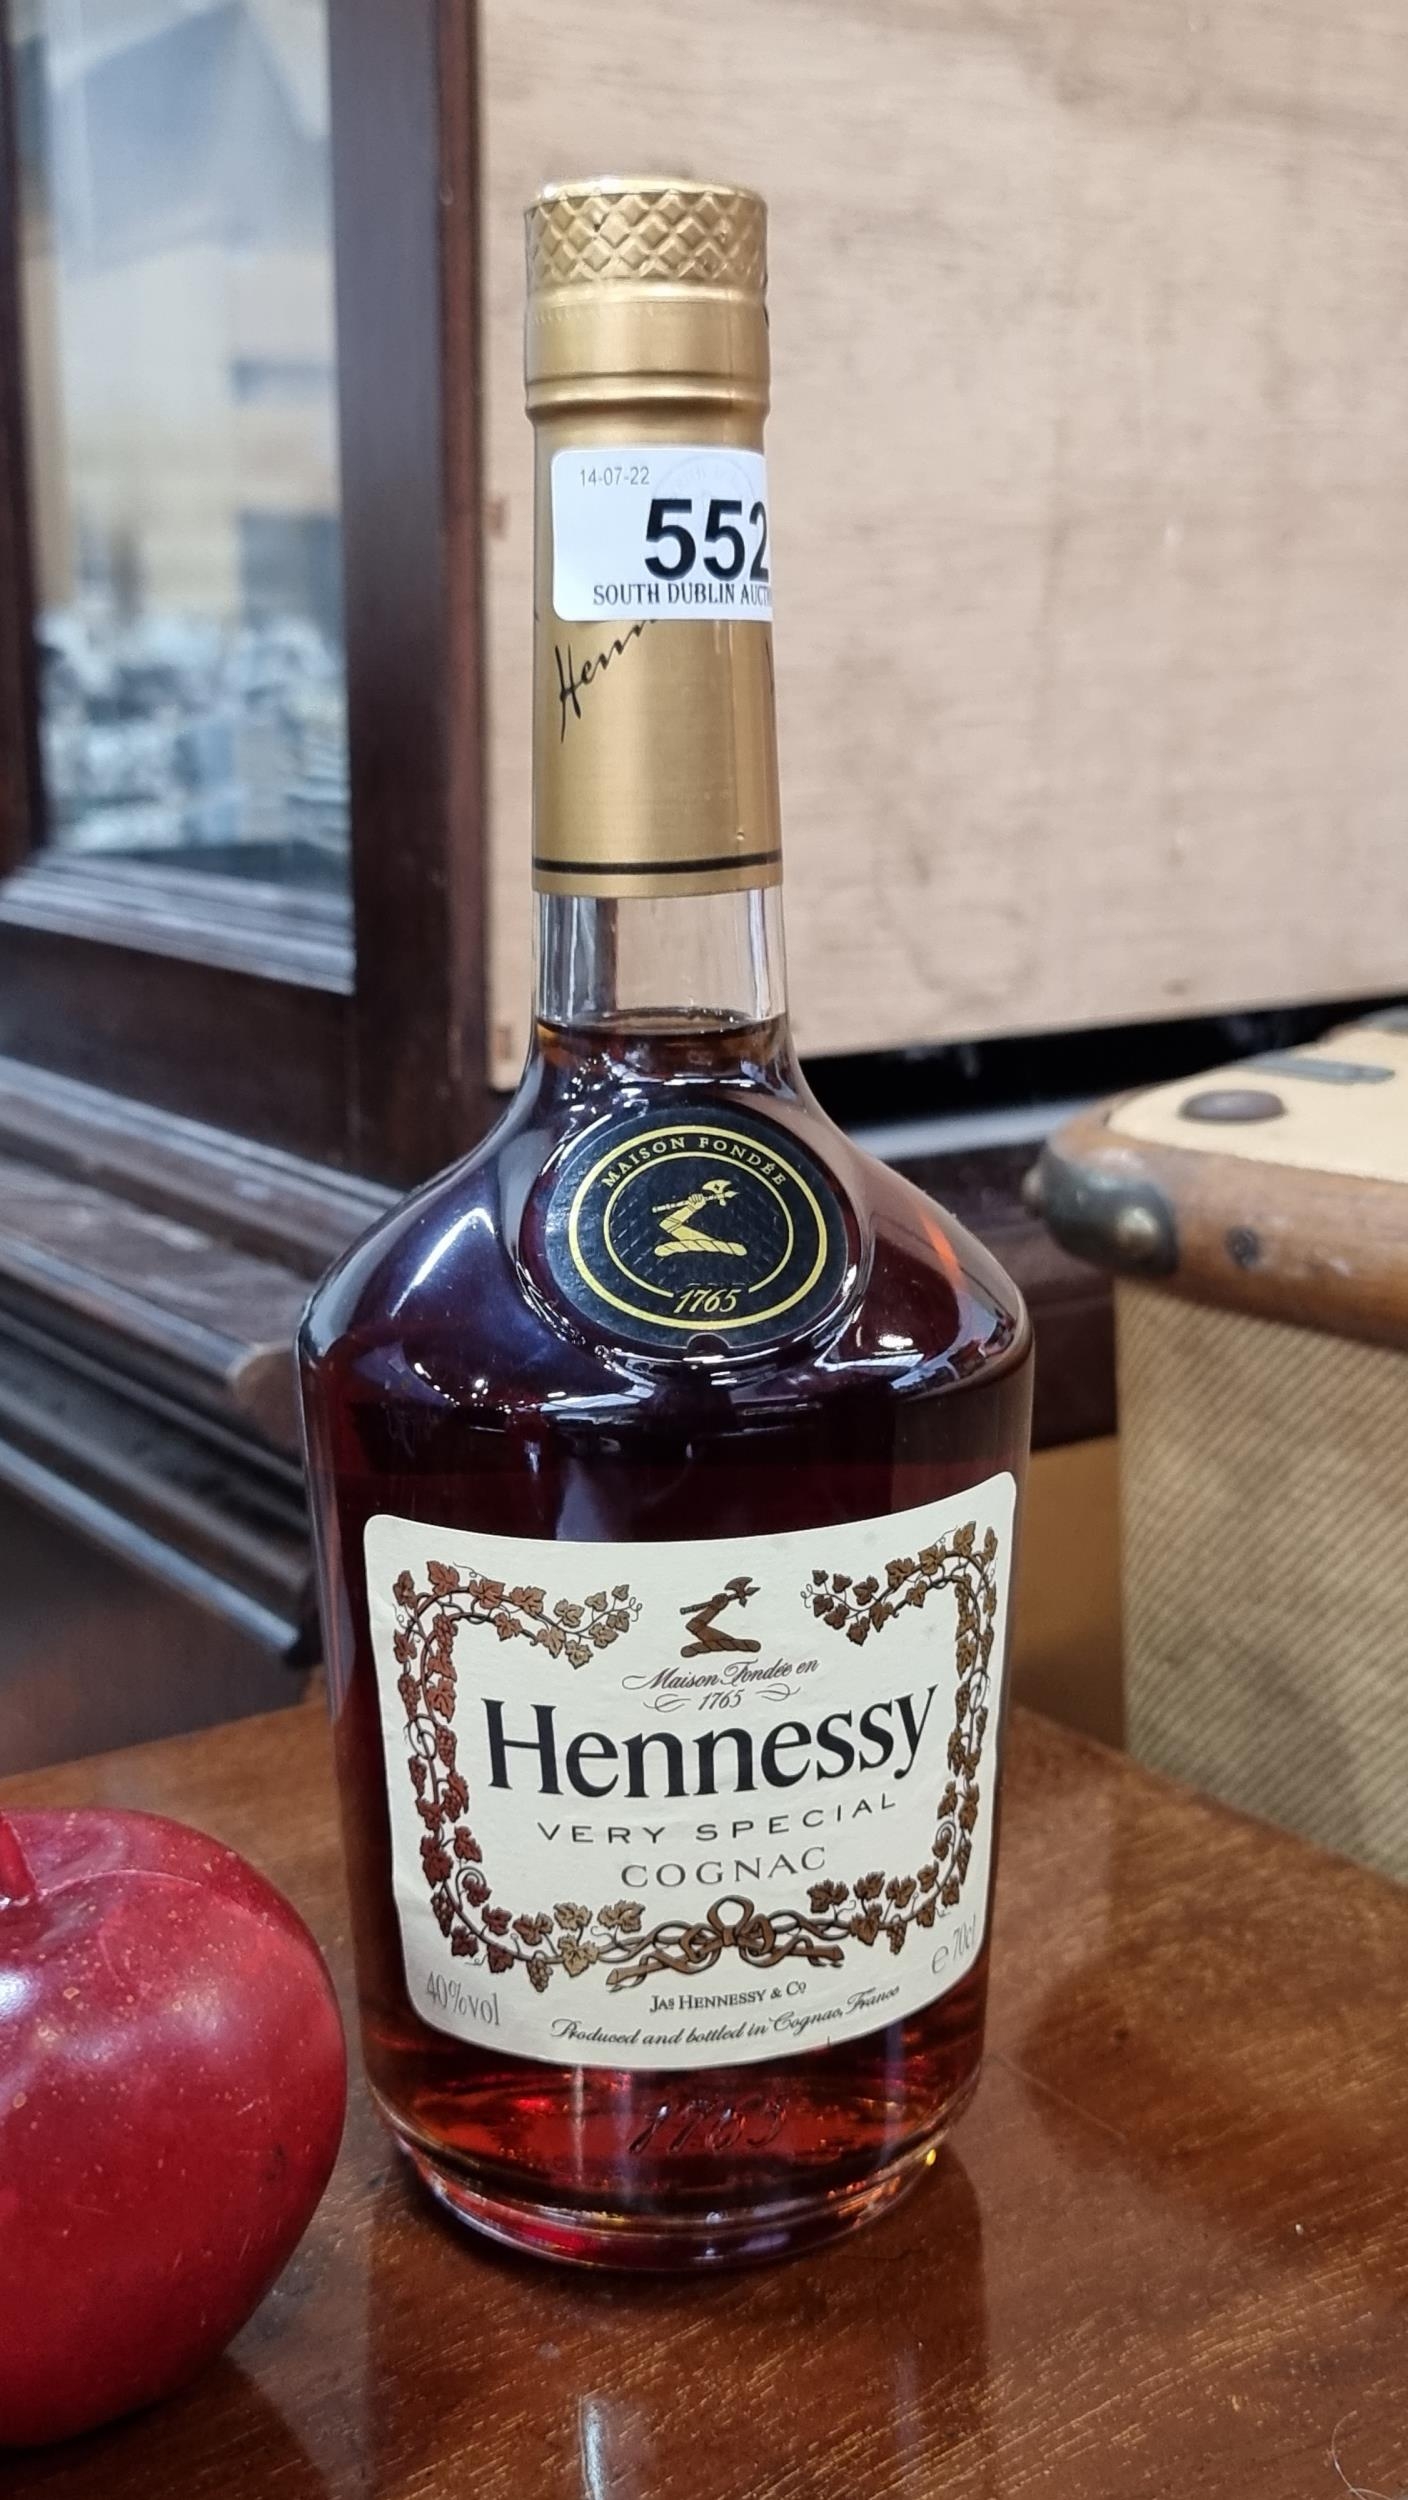 14-07-22
552
SOUTH DUBLIN
MAISON FONDÉE
1765
Maison Fondée en
1765
Hennessy
VERY SPECIAL
COGNAC
40%vol
e 70cl
JAS HENNESSY & CO
Produced and bottled in Cognac, France
1765